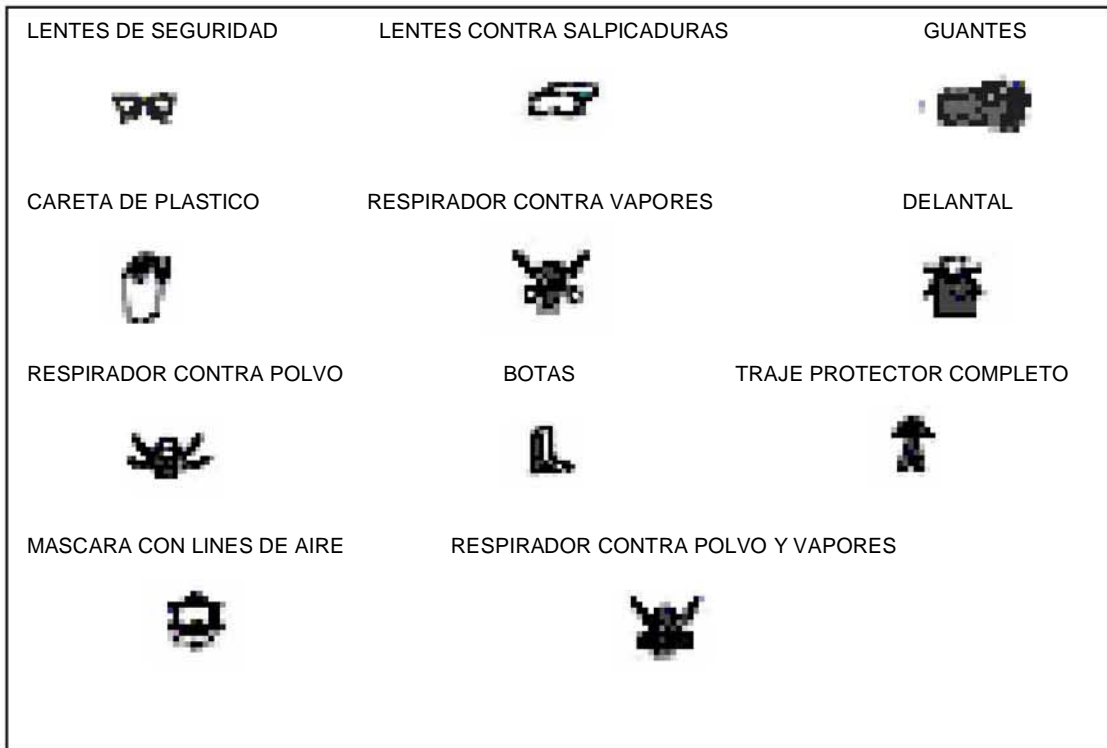 LENTES DE SEGURIDAD LENTES CONTRA SALPICADURAS GUANTES
CARETA DE PLASTICO RESPIRADOR CONTRA VAPORES DELANTAL
RESPIRADOR CONTRA POLVO BOTAS TRAJE PROTECTOR COMPLETO
MASCARA CON LINES DE AIRE RESPIRADOR CONTRA POLVO Y VAPORES